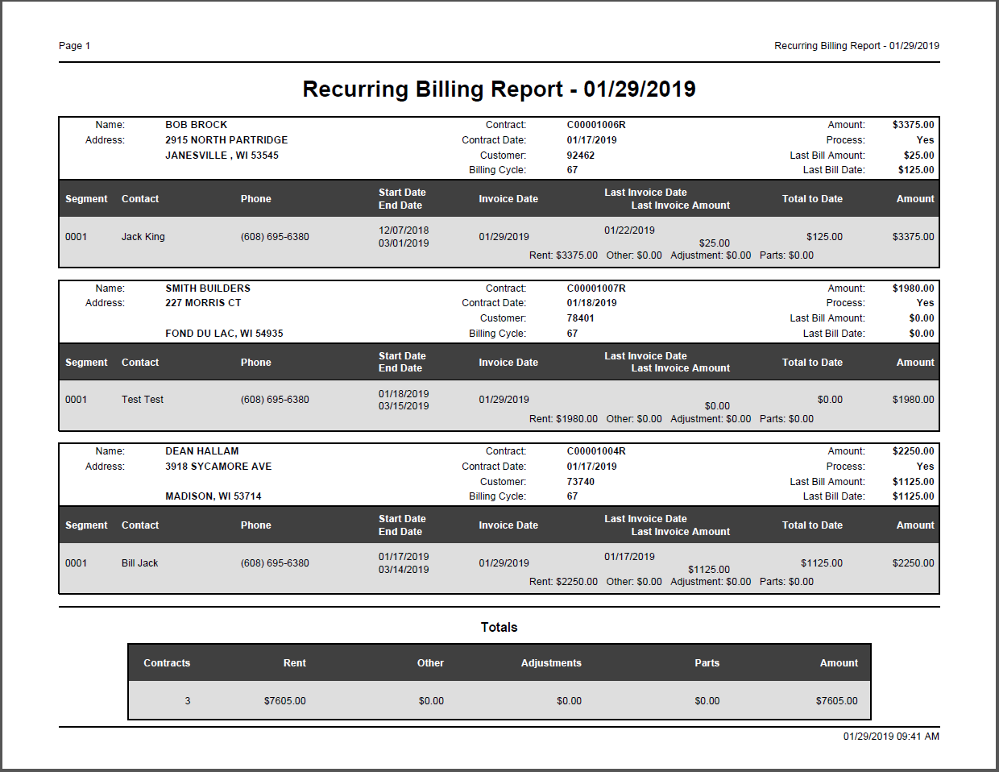 Page 1 Recurring Billing Report - 01/29/2019
Recurring Billing Report - 01/29/2019
Name: BOB BROCK Contract: C00001006R Amount: $3375.00
Address: 2915 NORTH PARTRIDGE Contract Date: 01/17/2019 Process: Yes
JANESVILLE , WI 53545 Customer: 92462 Last Bill Amount: $25.00
Billing Cycle: 67 Last Bill Date: $125.00
Segment Contact Phone Start Date End Date Invoice Date Last Invoice Date Last Invoice Amount Total to Date Amount
0001 Jack King (608) 695-6380 12/07/2018 03/01/2019 01/29/2019 01/22/2019 $25.00 $125.00 $3375.00
Rent: $3375.00 Other: $0.00 Adjustment: $0.00 Parts: $0.00
Name: SMITH BUILDERS Contract: C00001007R Amount: $1980.00
Address: 227 MORRIS CT Contract Date: 01/18/2019 Process: Yes
Customer: 78401 Last Bill Amount: $0.00
FOND DU LAC, WI 54935 Billing Cycle: 67 Last Bill Date: $0.00
Segment Contact Phone Start Date End Date Invoice Date Last Invoice Date Last Invoice Amount Total to Date Amount
0001 Test Test (608) 695-6380 01/18/2019 03/15/2019 01/29/2019 $0.00 $0.00 $1980.00
Rent: $1980.00 Other: $0.00 Adjustment: $0.00 Parts: $0.00
Name: DEAN HALLAM Contract: C00001004R Amount: $2250.00
Address: 3918 SYCAMORE AVE Contract Date: 01/17/2019 Process: Yes
Customer: 73740 Last Bill Amount: $1125.00
MADISON, WI 53714 Billing Cycle: 67 Last Bill Date: $1125.00
Segment Contact Phone Start Date End Date Invoice Date Last Invoice Date Last Invoice Amount Total to Date Amount
0001 Bill Jack (608) 695-6380 01/17/2019 03/14/2019 01/29/2019 01/17/2019 $1125.00 $1125.00 $2250.00
Rent: $2250.00 Other: $0.00 Adjustment: $0.00 Parts: $0.00
Totals
Contracts Rent Other Adjustments Parts Amount
3 $7605.00 $0.00 $0.00 $0.00 $7605.00
01/29/2019 09:41 AM